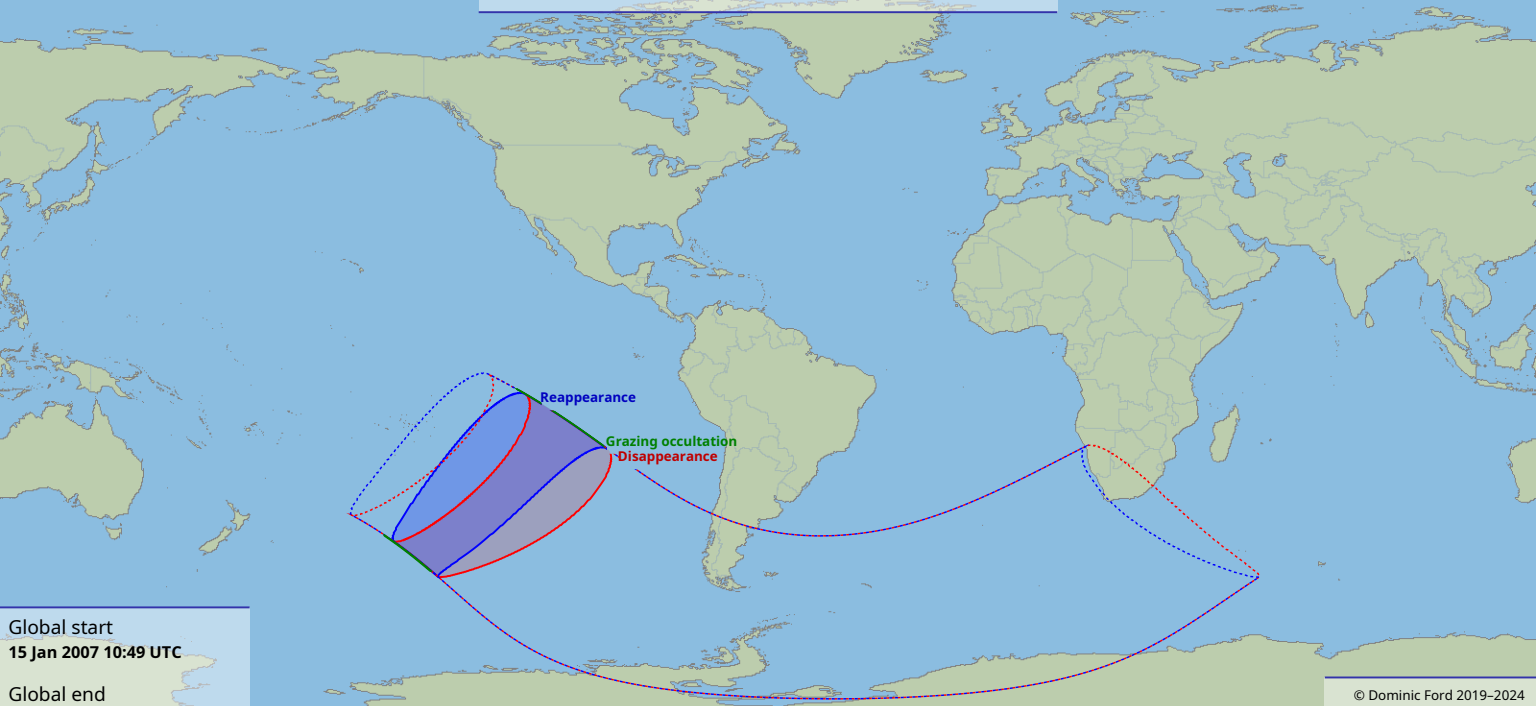 Reappearance
Grazing occultation
Disappearance
Global start
15 Jan 2007 10:49 UTC
Global end
© Dominic Ford 2019–2024